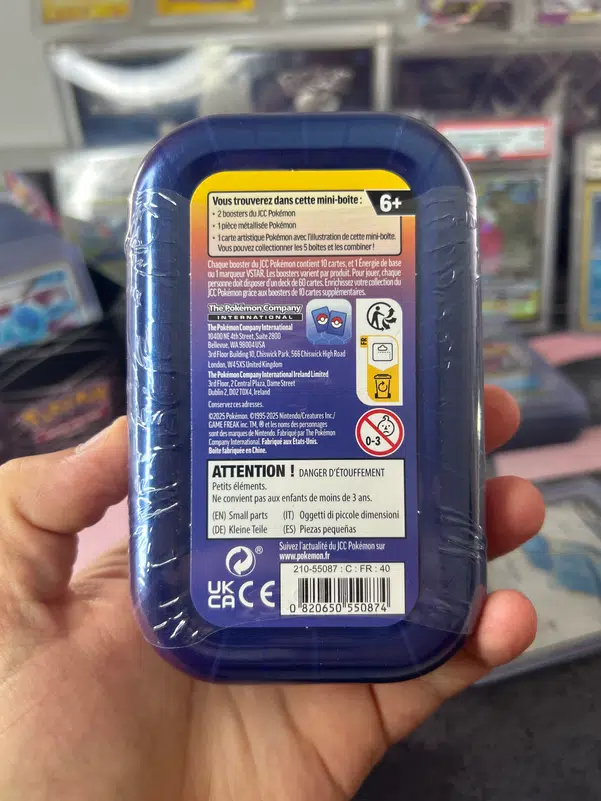 Vous trouverez dans cette mini-boîte :
6+
• 2 boosters du JCC Pokémon
• 1 pièce métallisée Pokémon
• 1 carte artistique Pokémon avec l'illustration de cette mini-boîte.
Vous pouvez collectionner les 5 boîtes et les combiner !
Chaque booster du JCC Pokémon contient 10 cartes, et 1 Énergie de base
ou 1 marqueur VSTAR. Les boosters varient par produit. Pour jouer, chaque
personne doit disposer d'un deck de 60 cartes. Enrichissez votre collection du
JCC Pokémon grâce aux boosters de 10 cartes supplémentaires.
The Pokémon Company
INTERNATIONAL
The Pokémon Company International
10400 NE 4th Street, Suite 2800
Bellevue, WA 98004 USA
3rd Floor Building 10, Chiswick Park, 566 Chiswick High Road
London, W4 5XS United Kingdom
The Pokémon Company International Ireland Limited
3rd Floor, 2 Central Plaza, Dame Street
Dublin 2, D02 T0X4, Ireland
Conservez ces adresses.
©2025 Pokémon. ©1995-2025 Nintendo/Creatures Inc./
GAME FREAK inc. TM, ® et les noms des personnages
sont des marques de Nintendo. Fabriqué par The Pokémon
Company International. Fabriqué aux États-Unis.
Boîte fabriquée en Chine.
FR
0-3
ATTENTION ! DANGER D'ÉTOUFFEMENT
Petits éléments.
Ne convient pas aux enfants de moins de 3 ans.
(EN) Small parts (IT) Oggetti di piccole dimensioni
(DE) Kleine Teile (ES) Piezas pequeñas
Suivez l'actualité du JCC Pokémon sur
www.pokemon.fr
®
UK
CA CE
210-55087 : C : FR : 40
0 820650 550874